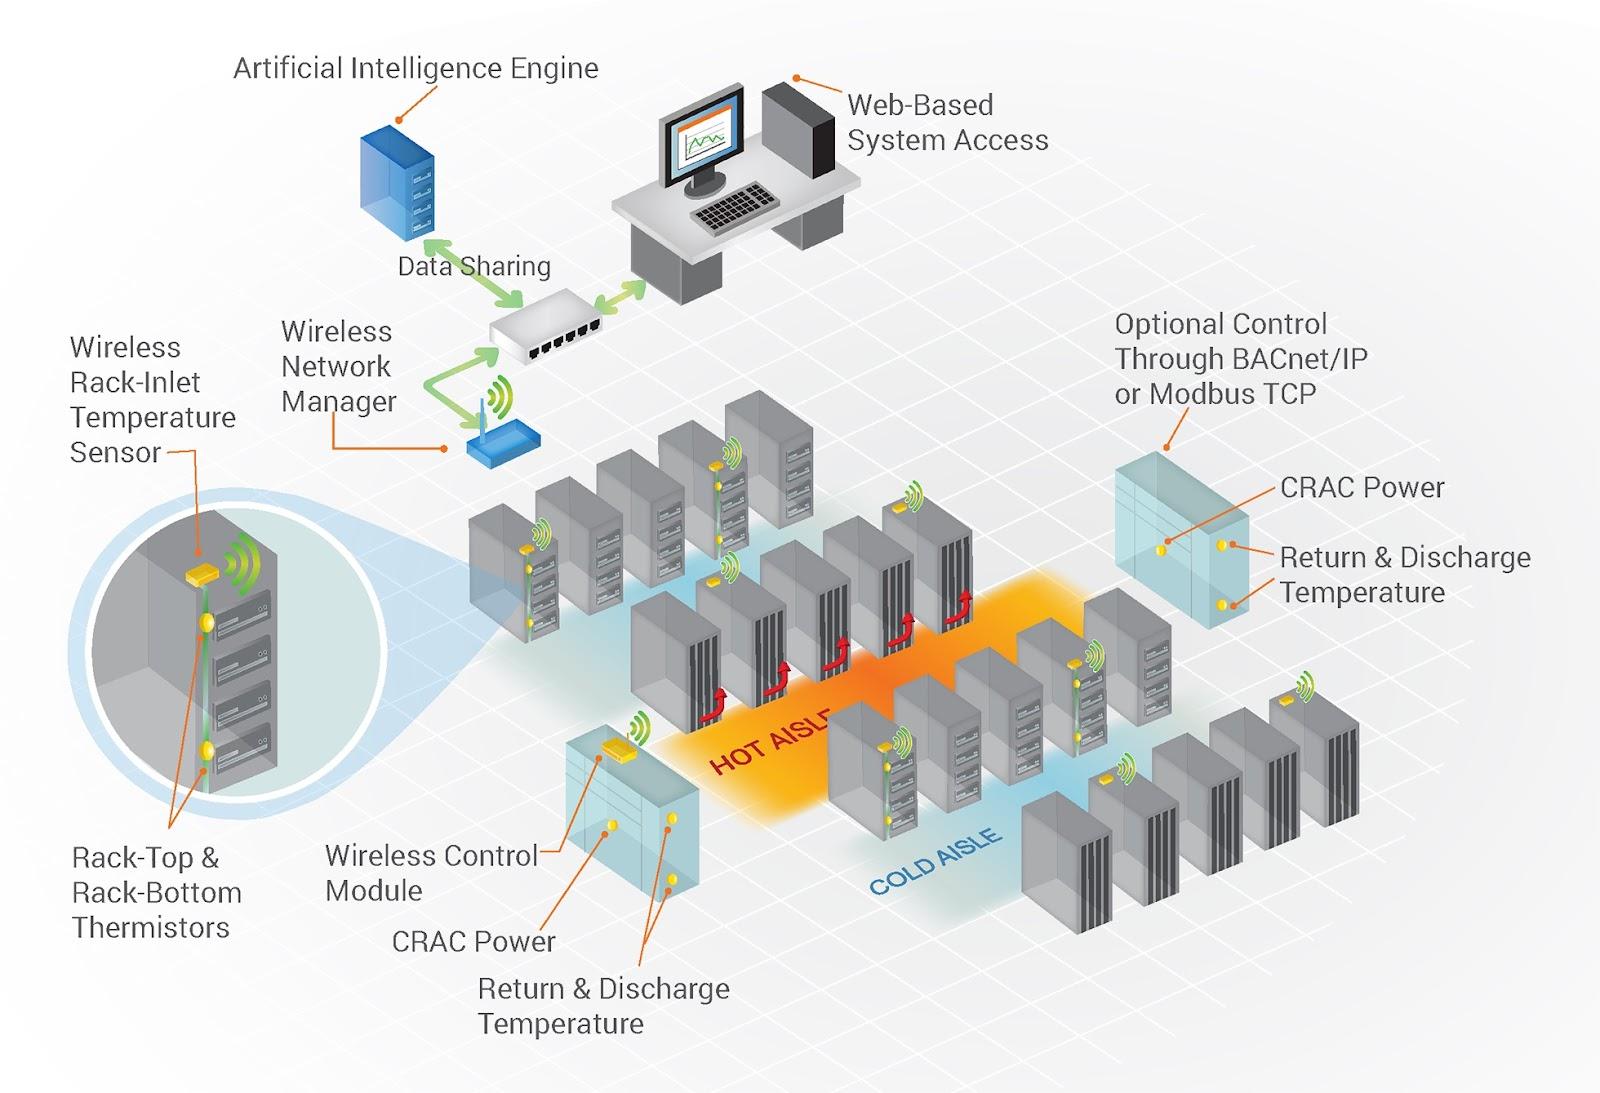 Artificial Intelligence Engine
Web-Based
System Access
Data Sharing
Wireless
Network
Manager
Wireless
Rack-Inlet
Temperature
Sensor
Optional Control
Through BACnet/IP
or Modbus TCP
CRAC Power
Return & Discharge
Temperature
HOT AISLE
COLD AISLE
Rack-Top &
Rack-Bottom
Thermistors
Wireless Control
Module
CRAC Power
Return & Discharge
Temperature